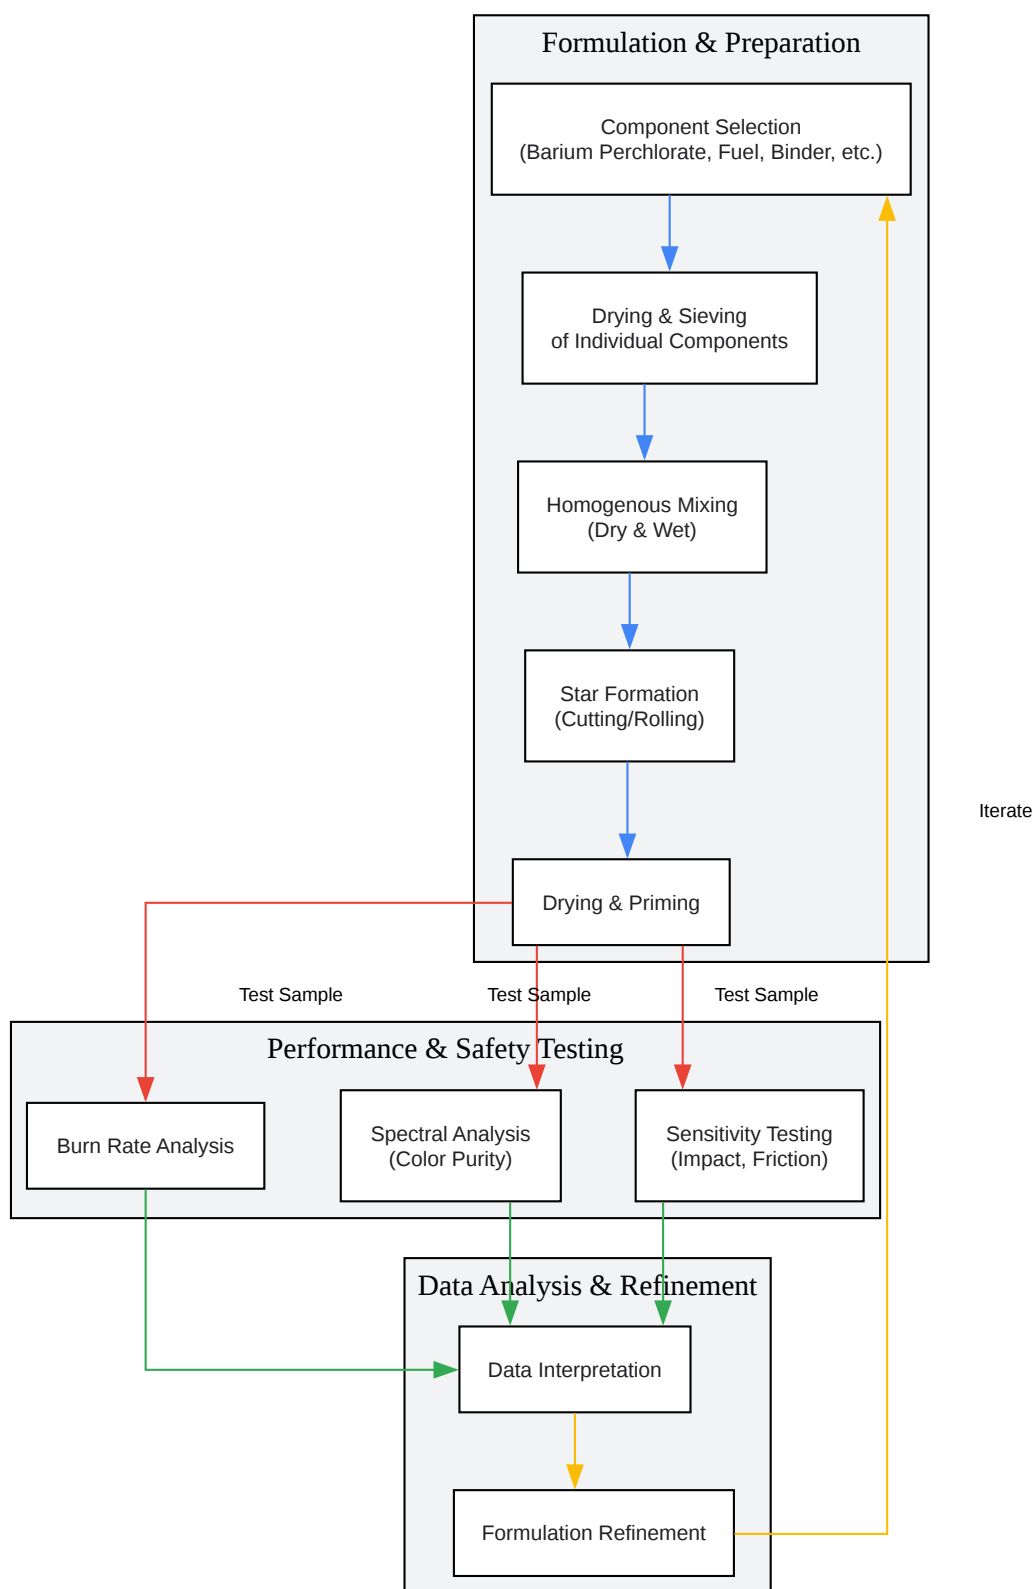 Formulation & Preparation
Component Selection
(Barium Perchlorate, Fuel, Binder, etc.)
Drying & Sieving
of Individual Components
Homogenous Mixing
(Dry & Wet)
Star Formation
(Cutting/Rolling)
Iterate
Drying & Priming
Test Sample
Test Sample
Test Sample
Performance & Safety Testing
Burn Rate Analysis
Spectral Analysis
(Color Purity)
Sensitivity Testing
(Impact, Friction)
Data Analysis & Refinement
Data Interpretation
Formulation Refinement